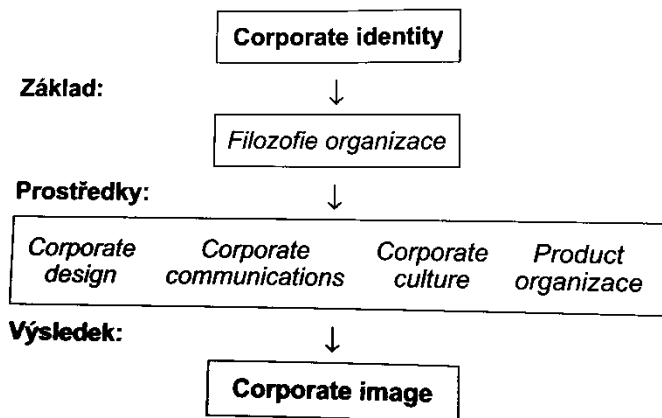 Corporate identity
Základ:
↓
Filozofie organizace
Prostředky:
↓
Corporate Corporate Corporate Product
design communications culture organizace
Výsledek:
↓
Corporate image